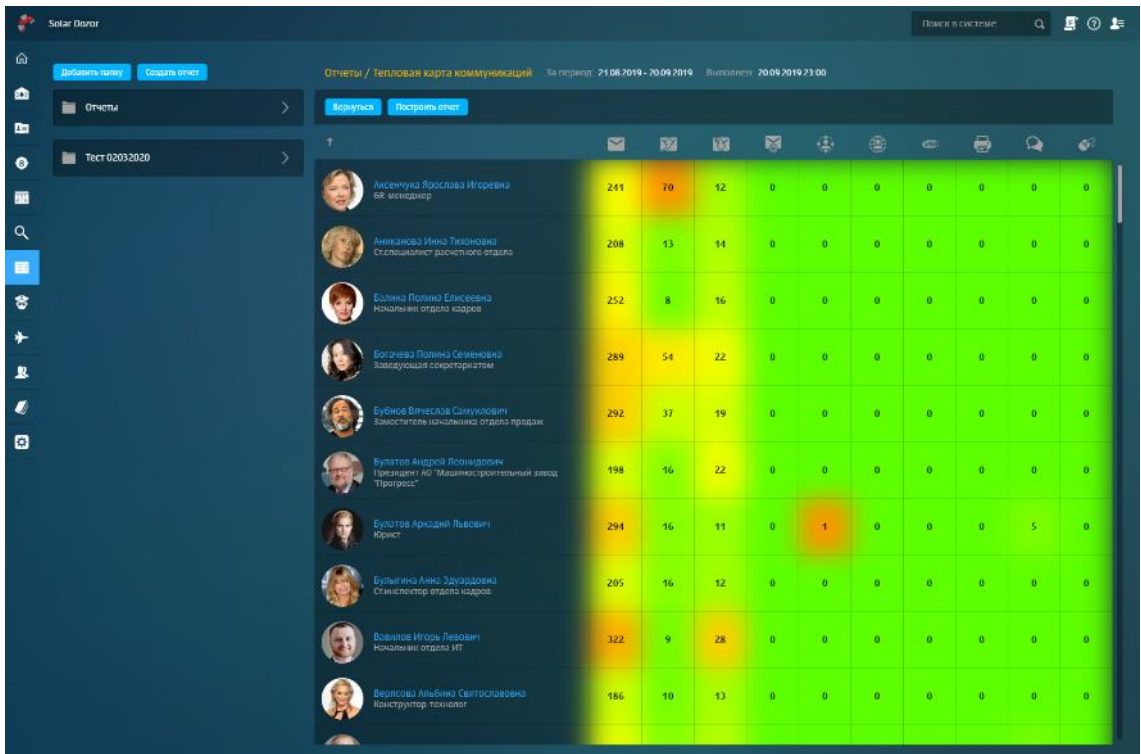 Solar Dozor
Поиск в системе
Добавить папку
Создать отчет
Отчеты / Тепловая карта коммуникаций За период: 21.08.2019 - 20.09.2019 Выполнен: 20.09.2019 23:00
Отчеты
Вернуться
Построить отчет
Тест 02032020
Аксенчука Ярослава Игоревна
GR-менеджер
241 70 12 0 0 0 0 0 0 0
Аниканова Инна Тихоновна
Ст.специалист расчетного отдела
208 13 14 0 0 0 0 0 0 0
Балина Полина Елисеевна
Начальник отдела кадров
252 8 16 0 0 0 0 0 0 0
Богачева Полина Семеновна
Заведующая секретариатом
289 54 22 0 0 0 0 0 0 0
Бубнов Вячеслав Самуилович
Заместитель начальника отдела продаж
292 37 19 0 0 0 0 0 0 0
Булатов Андрей Леонидович
Президент АО "Машиностроительный завод
"Прогресс"
198 16 22 0 0 0 0 0 0 0
Булатов Аркадий Львович
Юрист
294 16 11 0 1 0 0 0 5 0
Булыгина Анна Эдуардовна
Ст.инспектор отдела кадров
205 16 12 0 0 0 0 0 0 0
Вавилов Игорь Левович
Начальник отдела ИТ
322 9 28 0 0 0 0 0 0 0
Верясова Альбина Святославовна
Конструктор-технолог
186 10 13 0 0 0 0 0 0 0